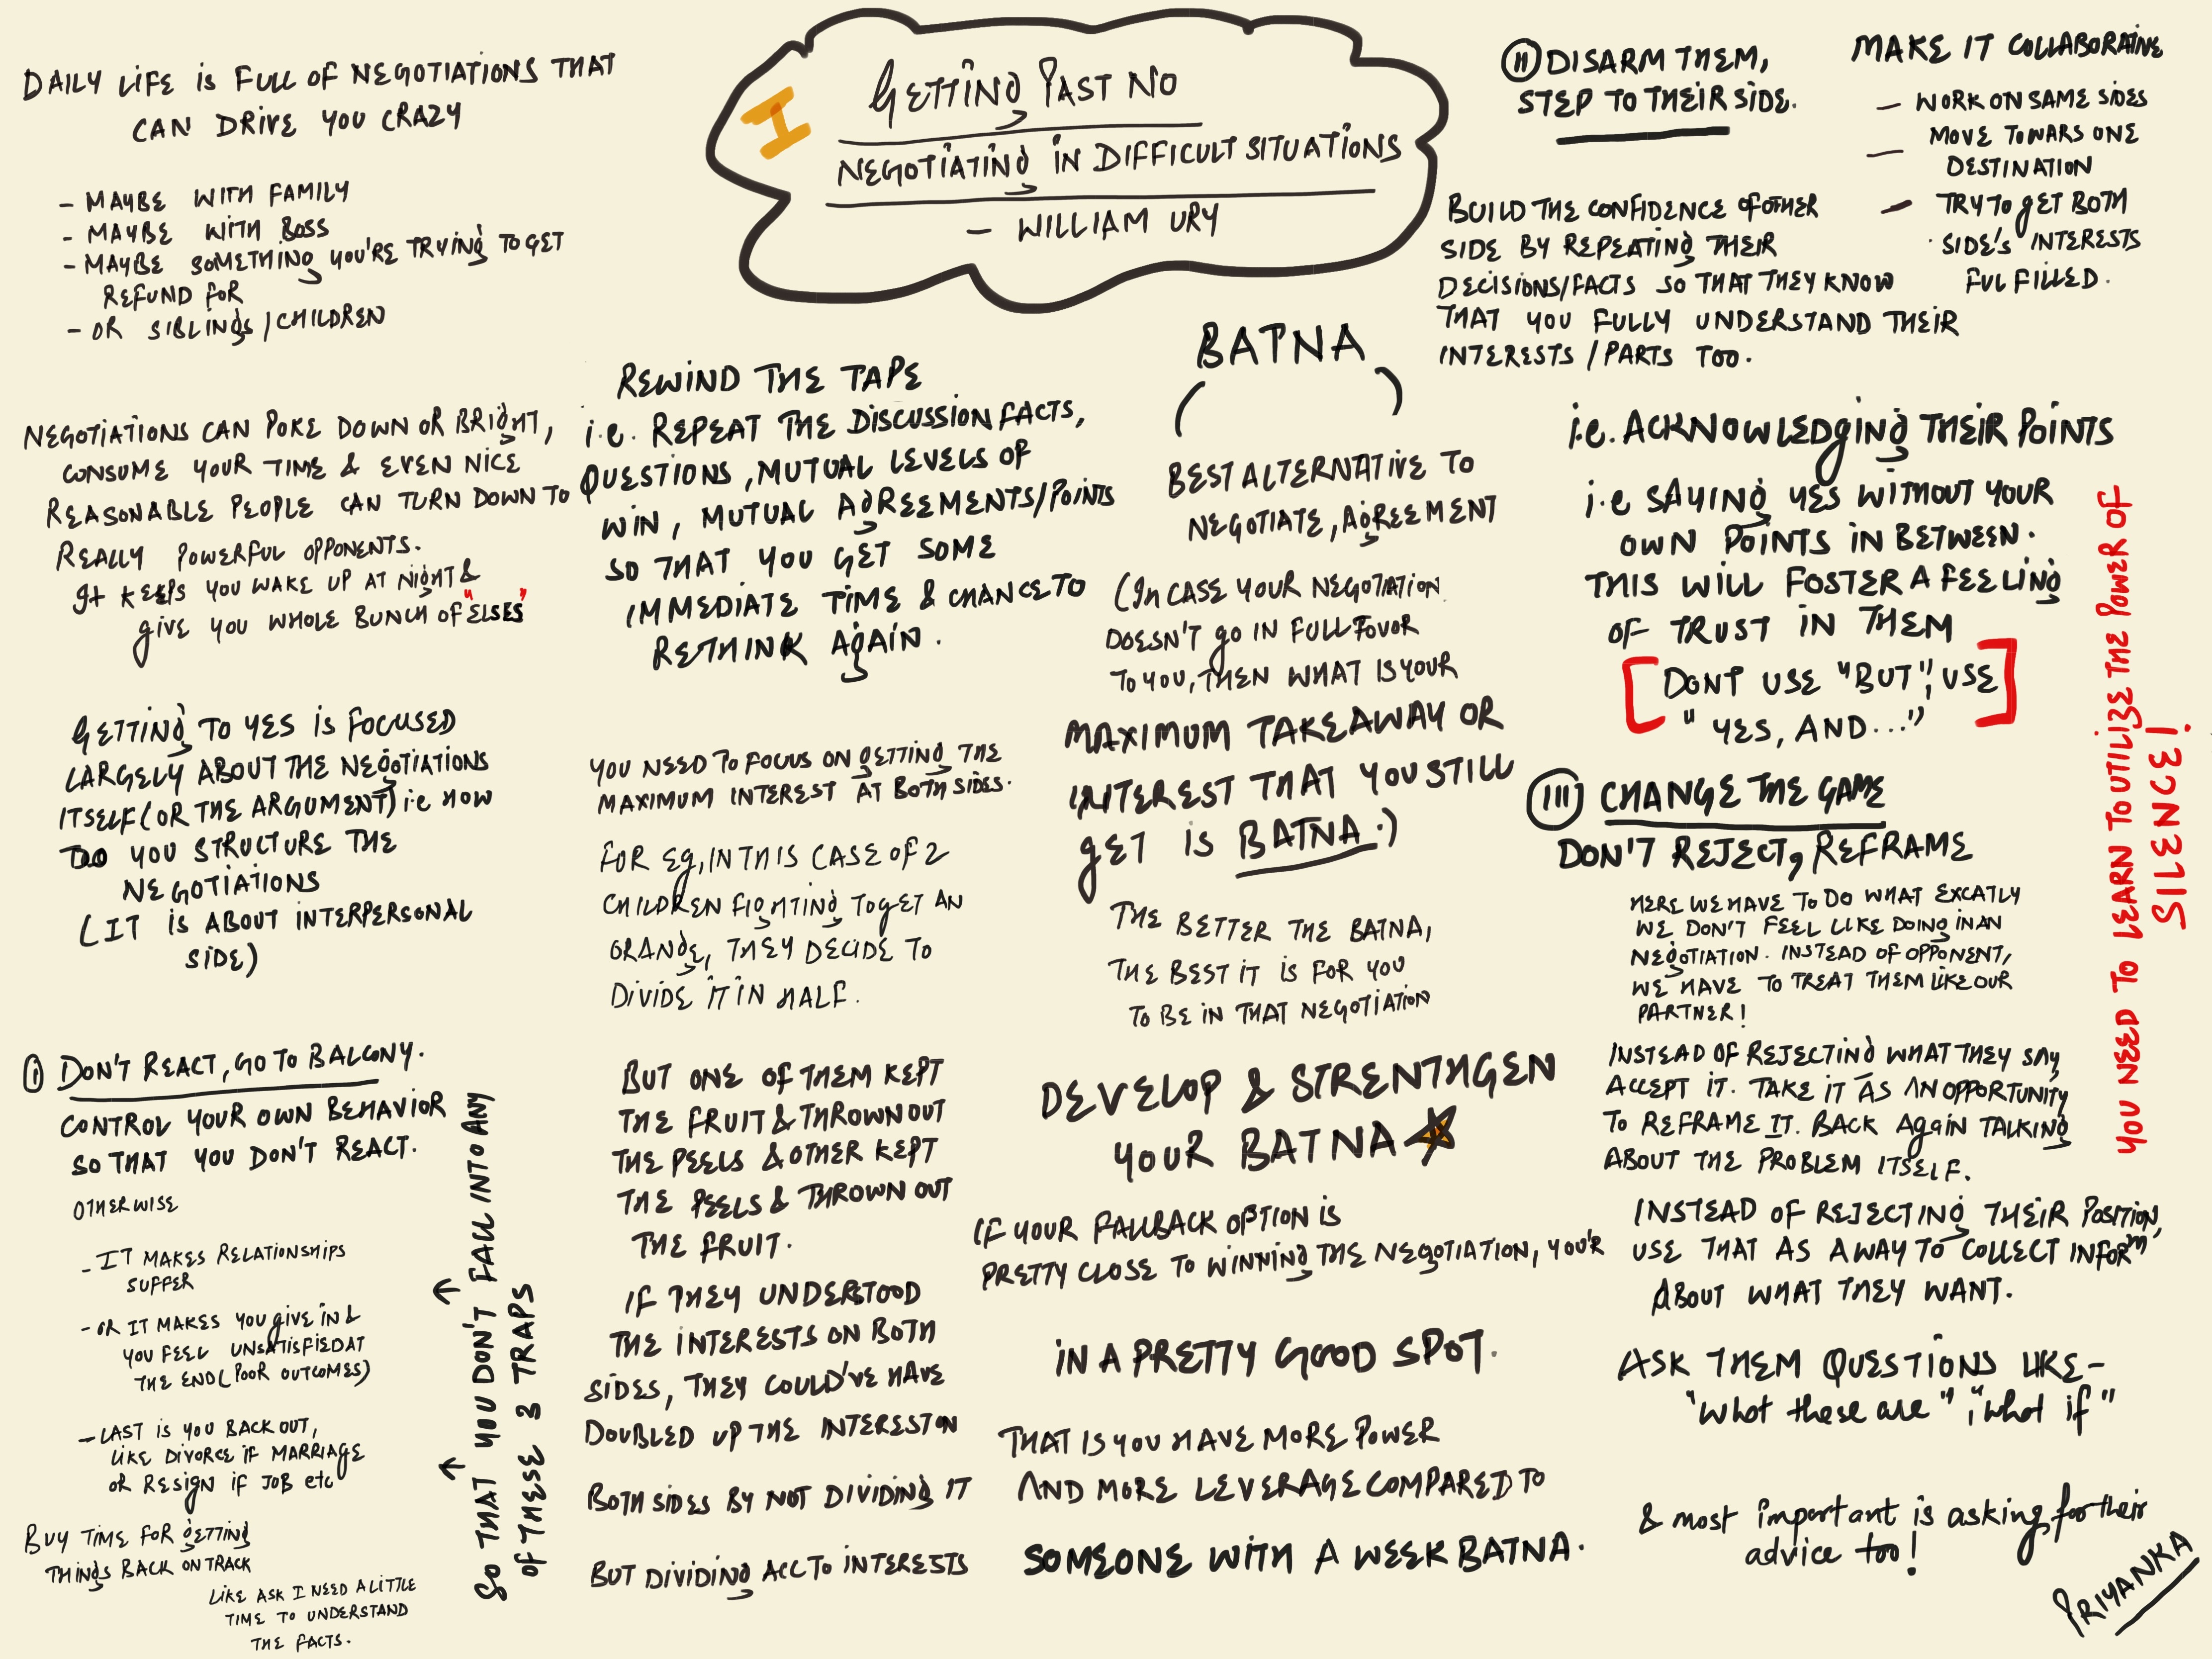 I
GETTING PAST NO
NEGOTIATING IN DIFFICULT SITUATIONS
- WILLIAM URY
DAILY LIFE IS FULL OF NEGOTIATIONS THAT
CAN DRIVE YOU CRAZY
- MAYBE WITH FAMILY
- MAYBE WITH BOSS
- MAYBE SOMETHING YOU'RE TRYING TO GET
REFUND FOR
- OR SIBLINGS / CHILDREN
NEGOTIATIONS CAN POKE DOWN OR BRIGHT,
CONSUME YOUR TIME & EVEN NICE
REASONABLE PEOPLE CAN TURN DOWN TO
REALLY POWERFUL OPPONENTS.
It KEEPS YOU WAKE UP AT NIGHT &
GIVE YOU WHOLE BUNCH OF "ELSES"
GETTING TO YES IS FOCUSED
LARGELY ABOUT THE NEGOTIATIONS
ITSELF (OR THE ARGUMENT) i.e HOW
DO YOU STRUCTURE THE
NEGOTIATIONS
(IT IS ABOUT INTERPERSONAL
SIDE)
(I) DON'T REACT, GO TO BALCONY.
CONTROL YOUR OWN BEHAVIOR
SO THAT YOU DON'T REACT.
OTHERWISE
- IT MAKES RELATIONSHIPS
SUFFER
- OR IT MAKES YOU GIVE IN &
YOU FEEL UNSATISFIED AT
THE END (POOR OUTCOMES)
- LAST IS YOU BACK OUT,
LIKE DIVORCE IF MARRIAGE
OR RESIGN IF JOB etc
BUY TIME FOR GETTING
THINGS BACK ON TRACK
LIKE ASK I NEED A LITTLE
TIME TO UNDERSTAND
THE FACTS.
SO THAT YOU DON'T FALL INTO ANY
OF THESE 3 TRAPS
REWIND THE TAPE
i.e. REPEAT THE DISCUSSION FACTS,
QUESTIONS, MUTUAL LEVELS OF
WIN, MUTUAL AGREEMENTS/POINTS
SO THAT YOU GET SOME
IMMEDIATE TIME & CHANCE TO
RETHINK AGAIN.
YOU NEED TO FOCUS ON GETTING THE
MAXIMUM INTEREST AT BOTH SIDES.
FOR EG, IN THIS CASE OF 2
CHILDREN FIGHTING TO GET AN
ORANGE, THEY DECIDE TO
DIVIDE IT IN HALF.
BUT ONE OF THEM KEPT
THE FRUIT & THROWN OUT
THE PEELS & OTHER KEPT
THE PEELS & THROWN OUT
THE FRUIT.
IF THEY UNDERSTOOD
THE INTERESTS ON BOTH
SIDES, THEY COULD'VE HAVE
DOUBLED UP THE INTEREST ON
BOTH SIDES BY NOT DIVIDING IT
BUT DIVIDING ACC TO INTERESTS
BATNA
BEST ALTERNATIVE TO
NEGOTIATE, AGREEMENT
(IN CASE YOUR NEGOTIATION
DOESN'T GO IN FULL FOVOR
TO YOU, THEN WHAT IS YOUR
MAXIMUM TAKEAWAY OR
INTEREST THAT YOU STILL
GET IS BATNA.)
THE BETTER THE BATNA,
THE BEST IT IS FOR YOU
TO BE IN THAT NEGOTIATION
DEVELOP & STRENTHGEN
YOUR BATNA
IF YOUR FALLBACK OPTION IS
PRETTY CLOSE TO WINNING THE NEGOTIATION, YOU'R
IN A PRETTY GOOD SPOT.
THAT IS YOU HAVE MORE POWER
AND MORE LEVERAGE COMPARED TO
SOMEONE WITH A WEEK BATNA.
(II) DISARM THEM,
STEP TO THEIR SIDE.
MAKE IT COLLABORATINE
- WORK ON SAME SIDES
- MOVE TOWARS ONE
DESTINATION
- TRY TO GET BOTH
SIDE'S INTERESTS
FULFILLED.
BUILD THE CONFIDENCE OF OTHER
SIDE BY REPEATING THEIR
DECISIONS/FACTS SO THAT THEY KNOW
THAT YOU FULLY UNDERSTAND THEIR
INTERESTS / PARTS TOO.
i.e. ACKNOWLEDGING THEIR POINTS
i.e SAYING YES WITHOUT YOUR
OWN POINTS IN BETWEEN.
THIS WILL FOSTER A FEELING
OF TRUST IN THEM
[DON'T USE "BUT", USE
"YES, AND..."]
(III) CHANGE THE GAME
DON'T REJECT, REFRAME
HERE WE HAVE TO DO WHAT EXCATLY
WE DON'T FEEL LIKE DOING IN AN
NEGOTIATION. INSTEAD OF OPPONENT,
WE HAVE TO TREAT THEM LIKE OUR
PARTNER!
INSTEAD OF REJECTING WHAT THEY SAY,
ACCEPT IT. TAKE IT AS AN OPPORTUNITY
TO REFRAME IT. BACK AGAIN TALKING
ABOUT THE PROBLEM ITSELF.
INSTEAD OF REJECTING THEIR POSITION,
USE THAT AS A WAY TO COLLECT INFORMn
ABOUT WHAT THEY WANT.
ASK THEM QUESTIONS LIKE -
"What these are" ; "what if"
& most important is asking for their
advice too!
YOU NEED TO LEARN TO UTILIZE THE POWER OF
SILENCE!
PRIYANKA